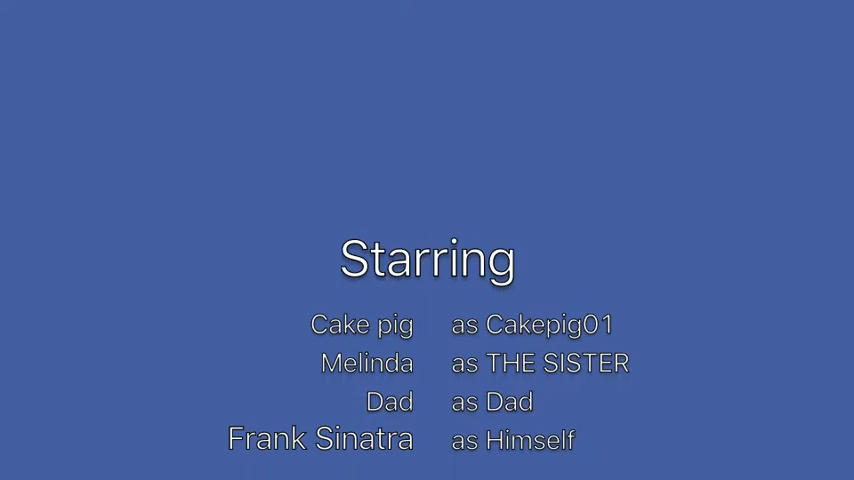 Starring
Cake pig as Cakepig01
Melinda as THE SISTER
Dad as Dad
Frank Sinatra as Himself